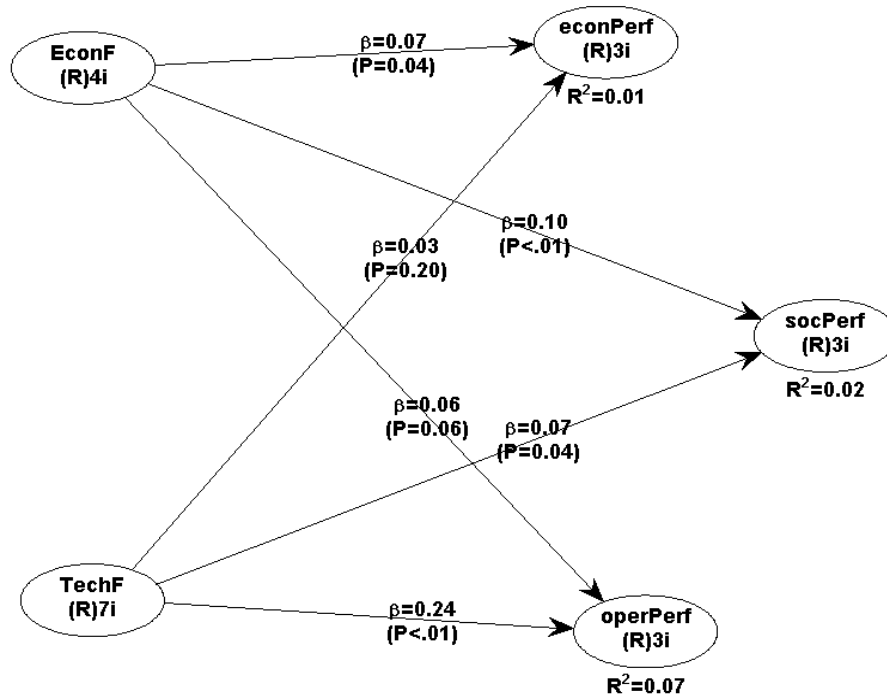 EconF
(R)4i
β=0.07
(P=0.04)
econPerf
(R)3i
R²=0.01
β=0.10
(P<.01)
β=0.03
(P=0.20)
socPerf
(R)3i
R²=0.02
β=0.06
(P=0.06)
β=0.07
(P=0.04)
TechF
(R)7i
β=0.24
(P<.01)
operPerf
(R)3i
R²=0.07